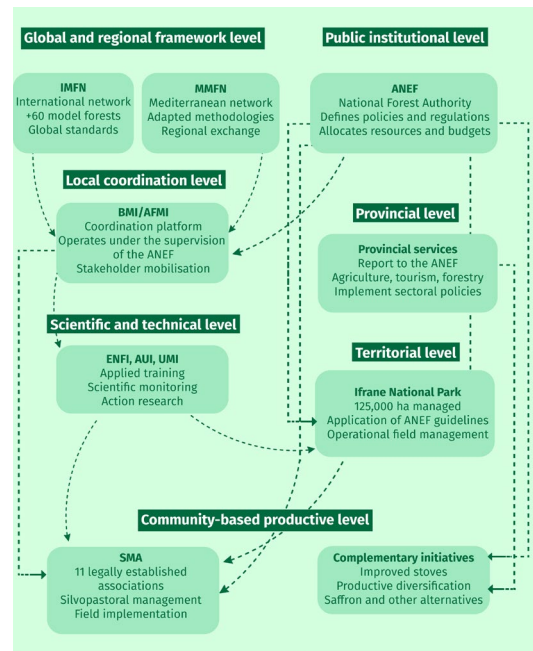 Global and regional framework level
Public institutional level
IMFN
International network
+60 model forests
Global standards
MMFN
Mediterranean network
Adapted methodologies
Regional exchange
ANEF
National Forest Authority
Defines policies and regulations
Allocates resources and budgets
Local coordination level
BMI/AFMI
Coordination platform
Operates under the supervision
of the ANEF
Stakeholder mobilisation
Provincial level
Provincial services
Report to the ANEF
Agriculture, tourism, forestry
Implement sectoral policies
Scientific and technical level
ENFI, AUI, UMI
Applied training
Scientific monitoring
Action research
Territorial level
Ifrane National Park
125,000 ha managed
Application of ANEF guidelines
Operational field management
Community-based productive level
SMA
11 legally established
associations
Silvopastoral management
Field implementation
Complementary initiatives
Improved stoves
Productive diversification
Saffron and other alternatives